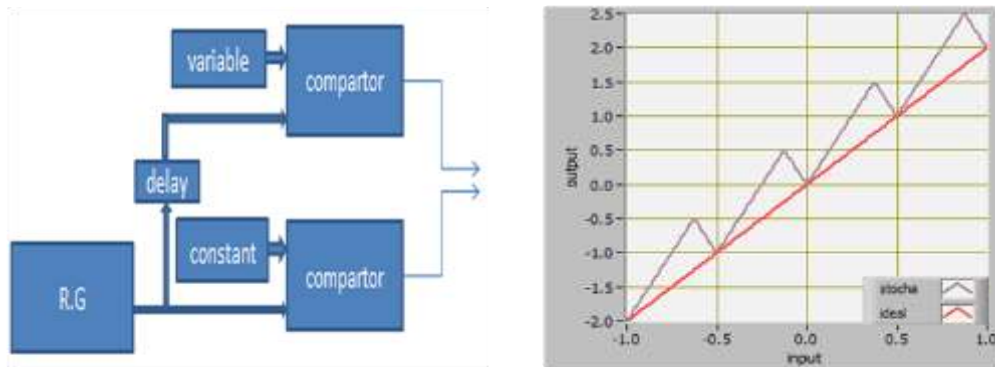 variable
compartor
delay
constant
R.G
compartor
2.5
2.0
1.5
1.0
0.5
0.0
-0.5
-1.0
-1.5
-2.0
output
-1.0 -0.5 0.0 0.5 1.0
input
stocha
ideal